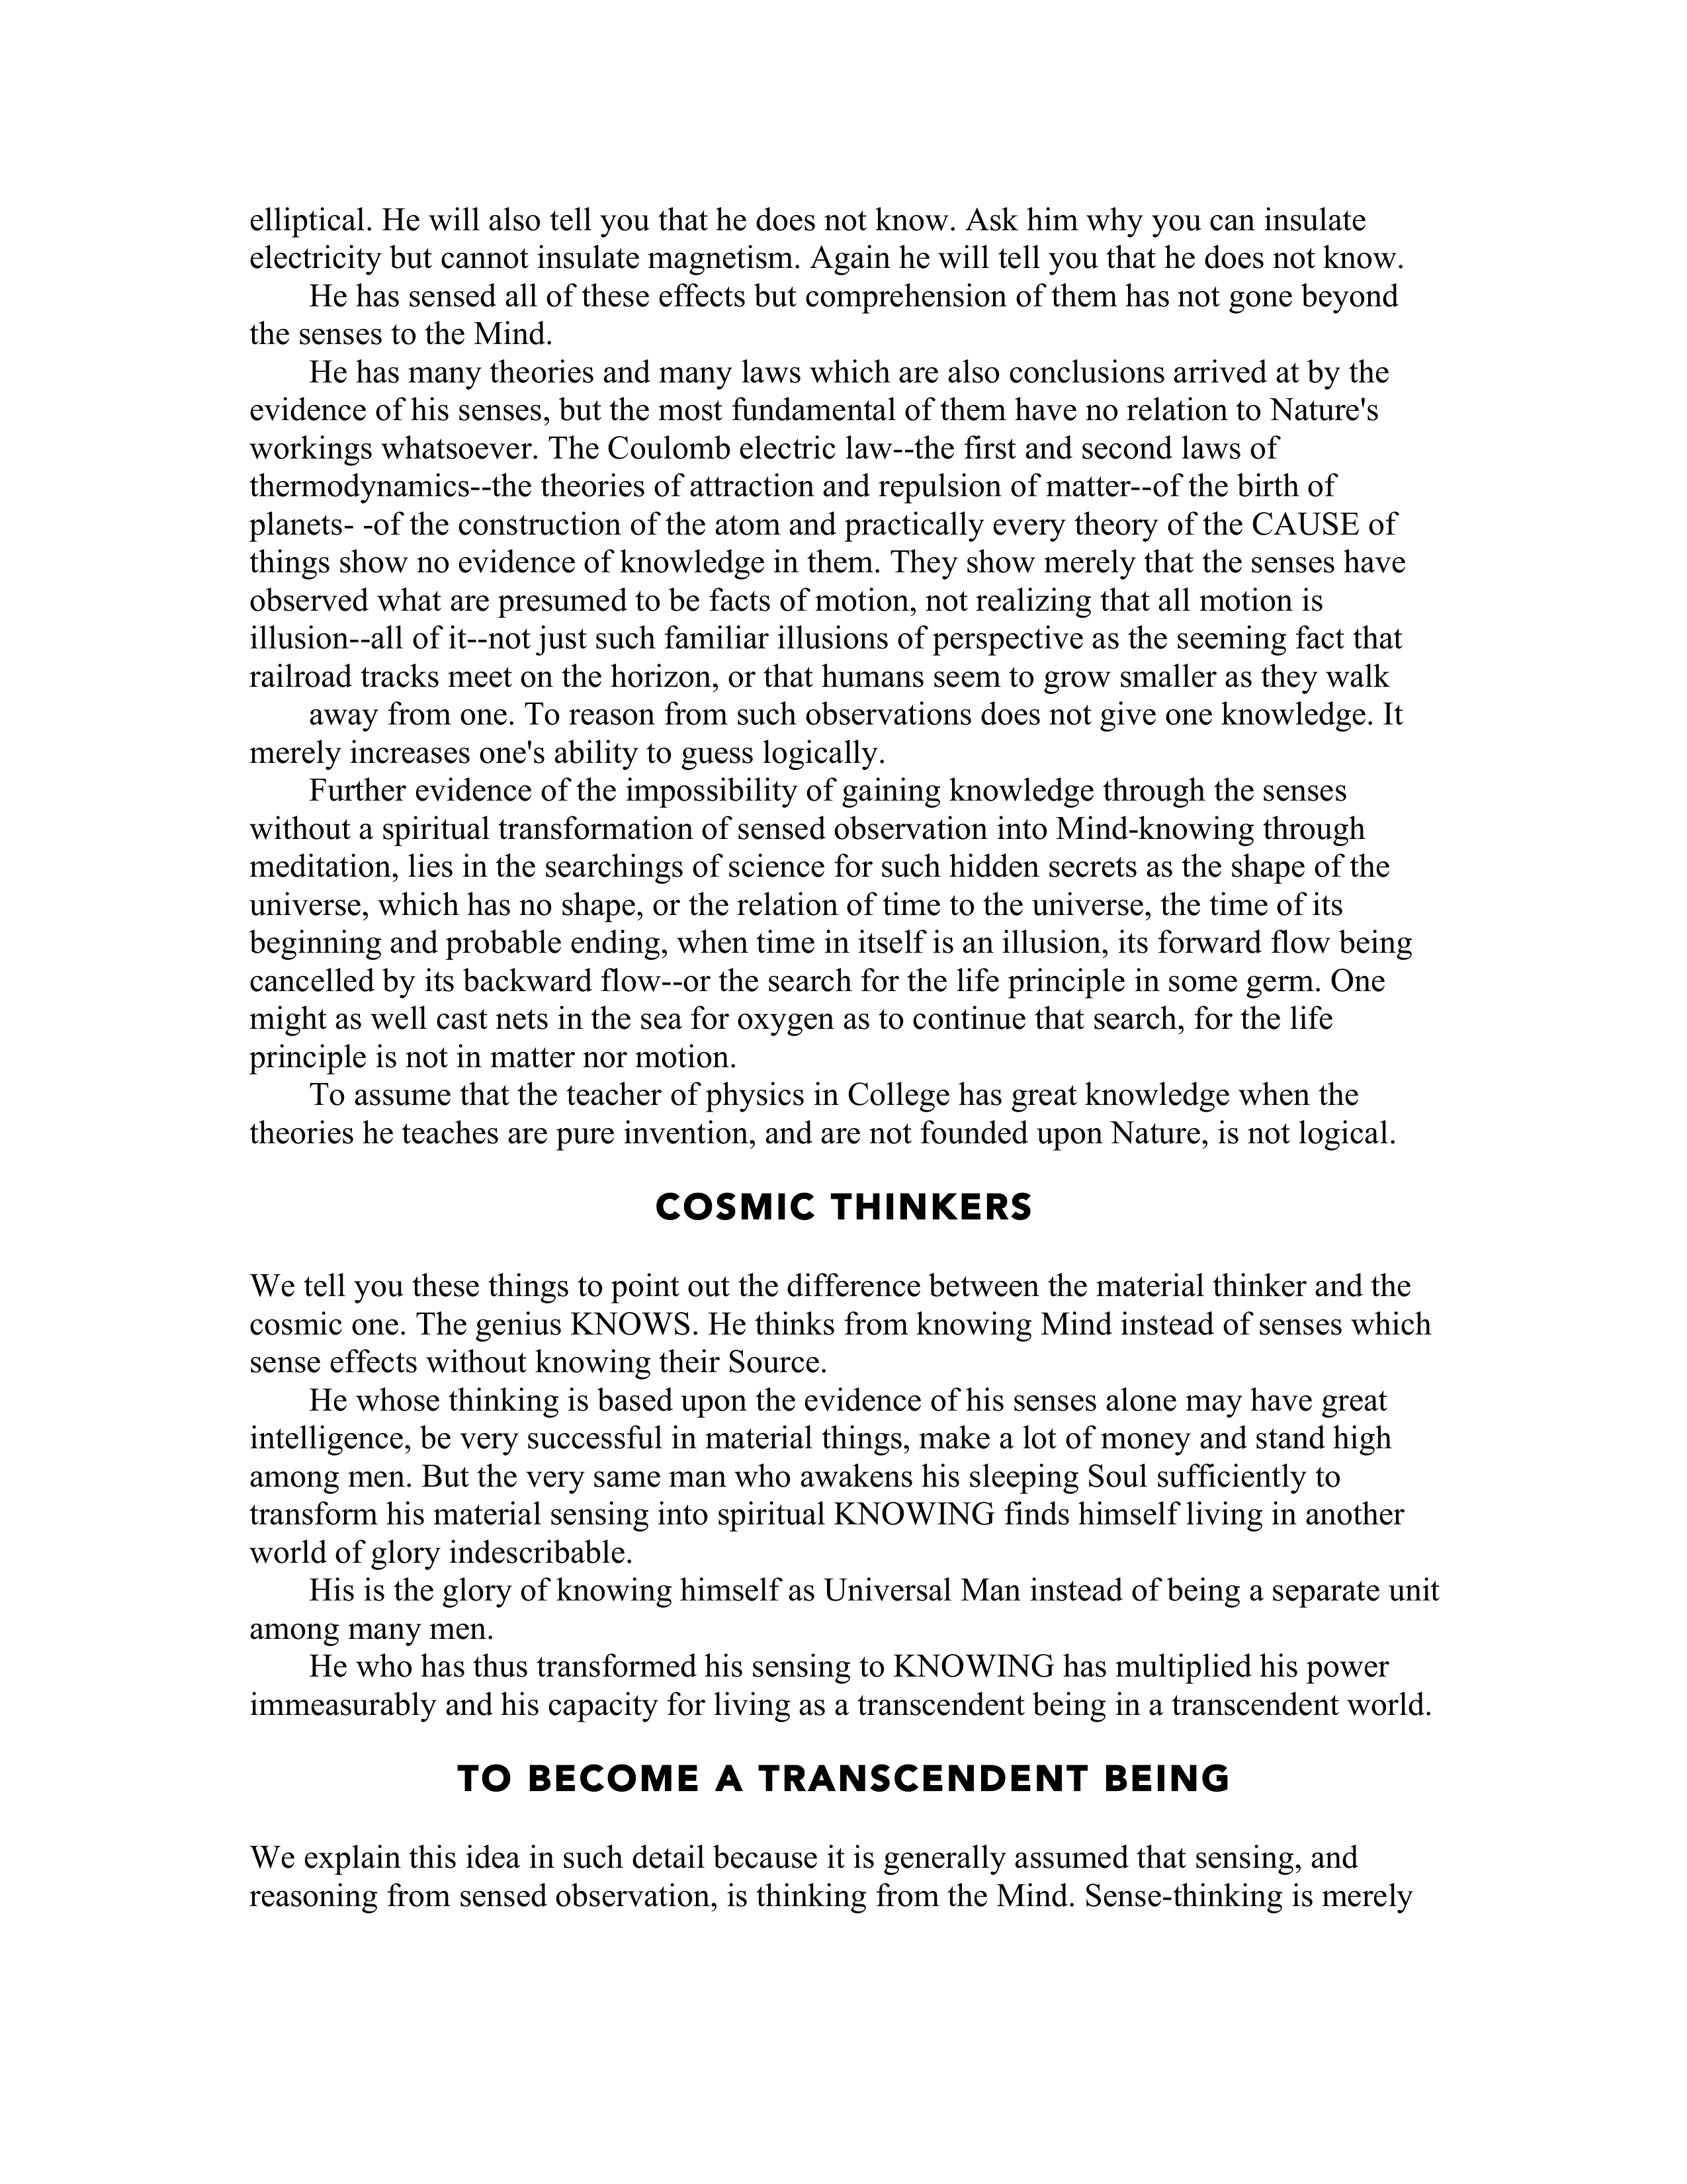 elliptical. He will also tell you that he does not know. Ask him why you can insulate
electricity but cannot insulate magnetism. Again he will tell you that he does not know.
He has sensed all of these effects but comprehension of them has not gone beyond
the senses to the Mind.
He has many theories and many laws which are also conclusions arrived at by the
evidence of his senses, but the most fundamental of them have no relation to Nature's
workings whatsoever. The Coulomb electric law--the first and second laws of
thermodynamics--the theories of attraction and repulsion of matter--of the birth of
planets- -of the construction of the atom and practically every theory of the CAUSE of
things show no evidence of knowledge in them. They show merely that the senses have
observed what are presumed to be facts of motion, not realizing that all motion is
illusion--all of it--not just such familiar illusions of perspective as the seeming fact that
railroad tracks meet on the horizon, or that humans seem to grow smaller as they walk
away from one. To reason from such observations does not give one knowledge. It
merely increases one's ability to guess logically.
Further evidence of the impossibility of gaining knowledge through the senses
without a spiritual transformation of sensed observation into Mind-knowing through
meditation, lies in the searchings of science for such hidden secrets as the shape of the
universe, which has no shape, or the relation of time to the universe, the time of its
beginning and probable ending, when time in itself is an illusion, its forward flow being
cancelled by its backward flow--or the search for the life principle in some germ. One
might as well cast nets in the sea for oxygen as to continue that search, for the life
principle is not in matter nor motion.
To assume that the teacher of physics in College has great knowledge when the
theories he teaches are pure invention, and are not founded upon Nature, is not logical.
COSMIC THINKERS
We tell you these things to point out the difference between the material thinker and the
cosmic one. The genius KNOWS. He thinks from knowing Mind instead of senses which
sense effects without knowing their Source.
He whose thinking is based upon the evidence of his senses alone may have great
intelligence, be very successful in material things, make a lot of money and stand high
among men. But the very same man who awakens his sleeping Soul sufficiently to
transform his material sensing into spiritual KNOWING finds himself living in another
world of glory indescribable.
His is the glory of knowing himself as Universal Man instead of being a separate unit
among many men.
He who has thus transformed his sensing to KNOWING has multiplied his power
immeasurably and his capacity for living as a transcendent being in a transcendent world.
TO BECOME A TRANSCENDENT BEING
We explain this idea in such detail because it is generally assumed that sensing, and
reasoning from sensed observation, is thinking from the Mind. Sense-thinking is merely